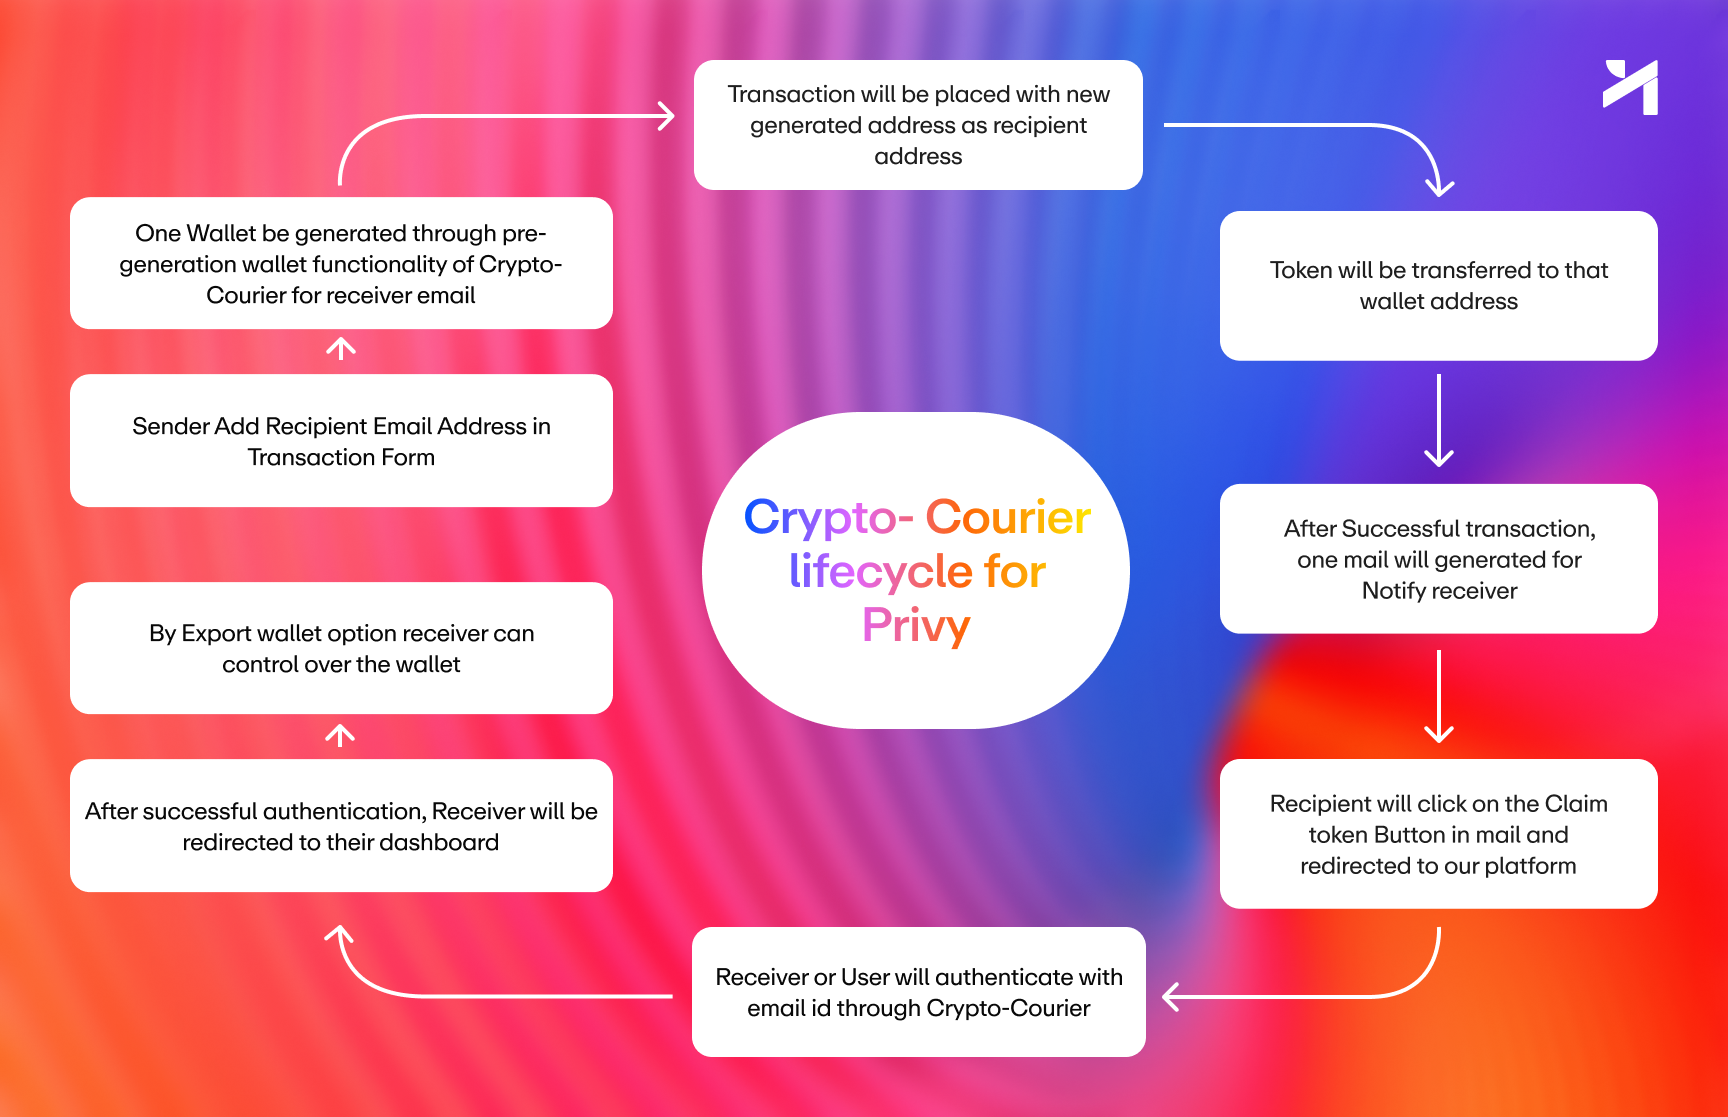 Transaction will be placed with new
generated address as recipient
address
One Wallet be generated through pre-
generation wallet functionality of Crypto-
Courier for receiver email
Token will be transferred to that
wallet address
Sender Add Recipient Email Address in
Transaction Form
Crypto- Courier
lifecycle for
Privy
After Successful transaction,
one mail will generated for
Notify receiver
By Export wallet option receiver can
control over the wallet
After successful authentication, Receiver will be
redirected to their dashboard
Recipient will click on the Claim
token Button in mail and
redirected to our platform
Receiver or User will authenticate with
email id through Crypto-Courier